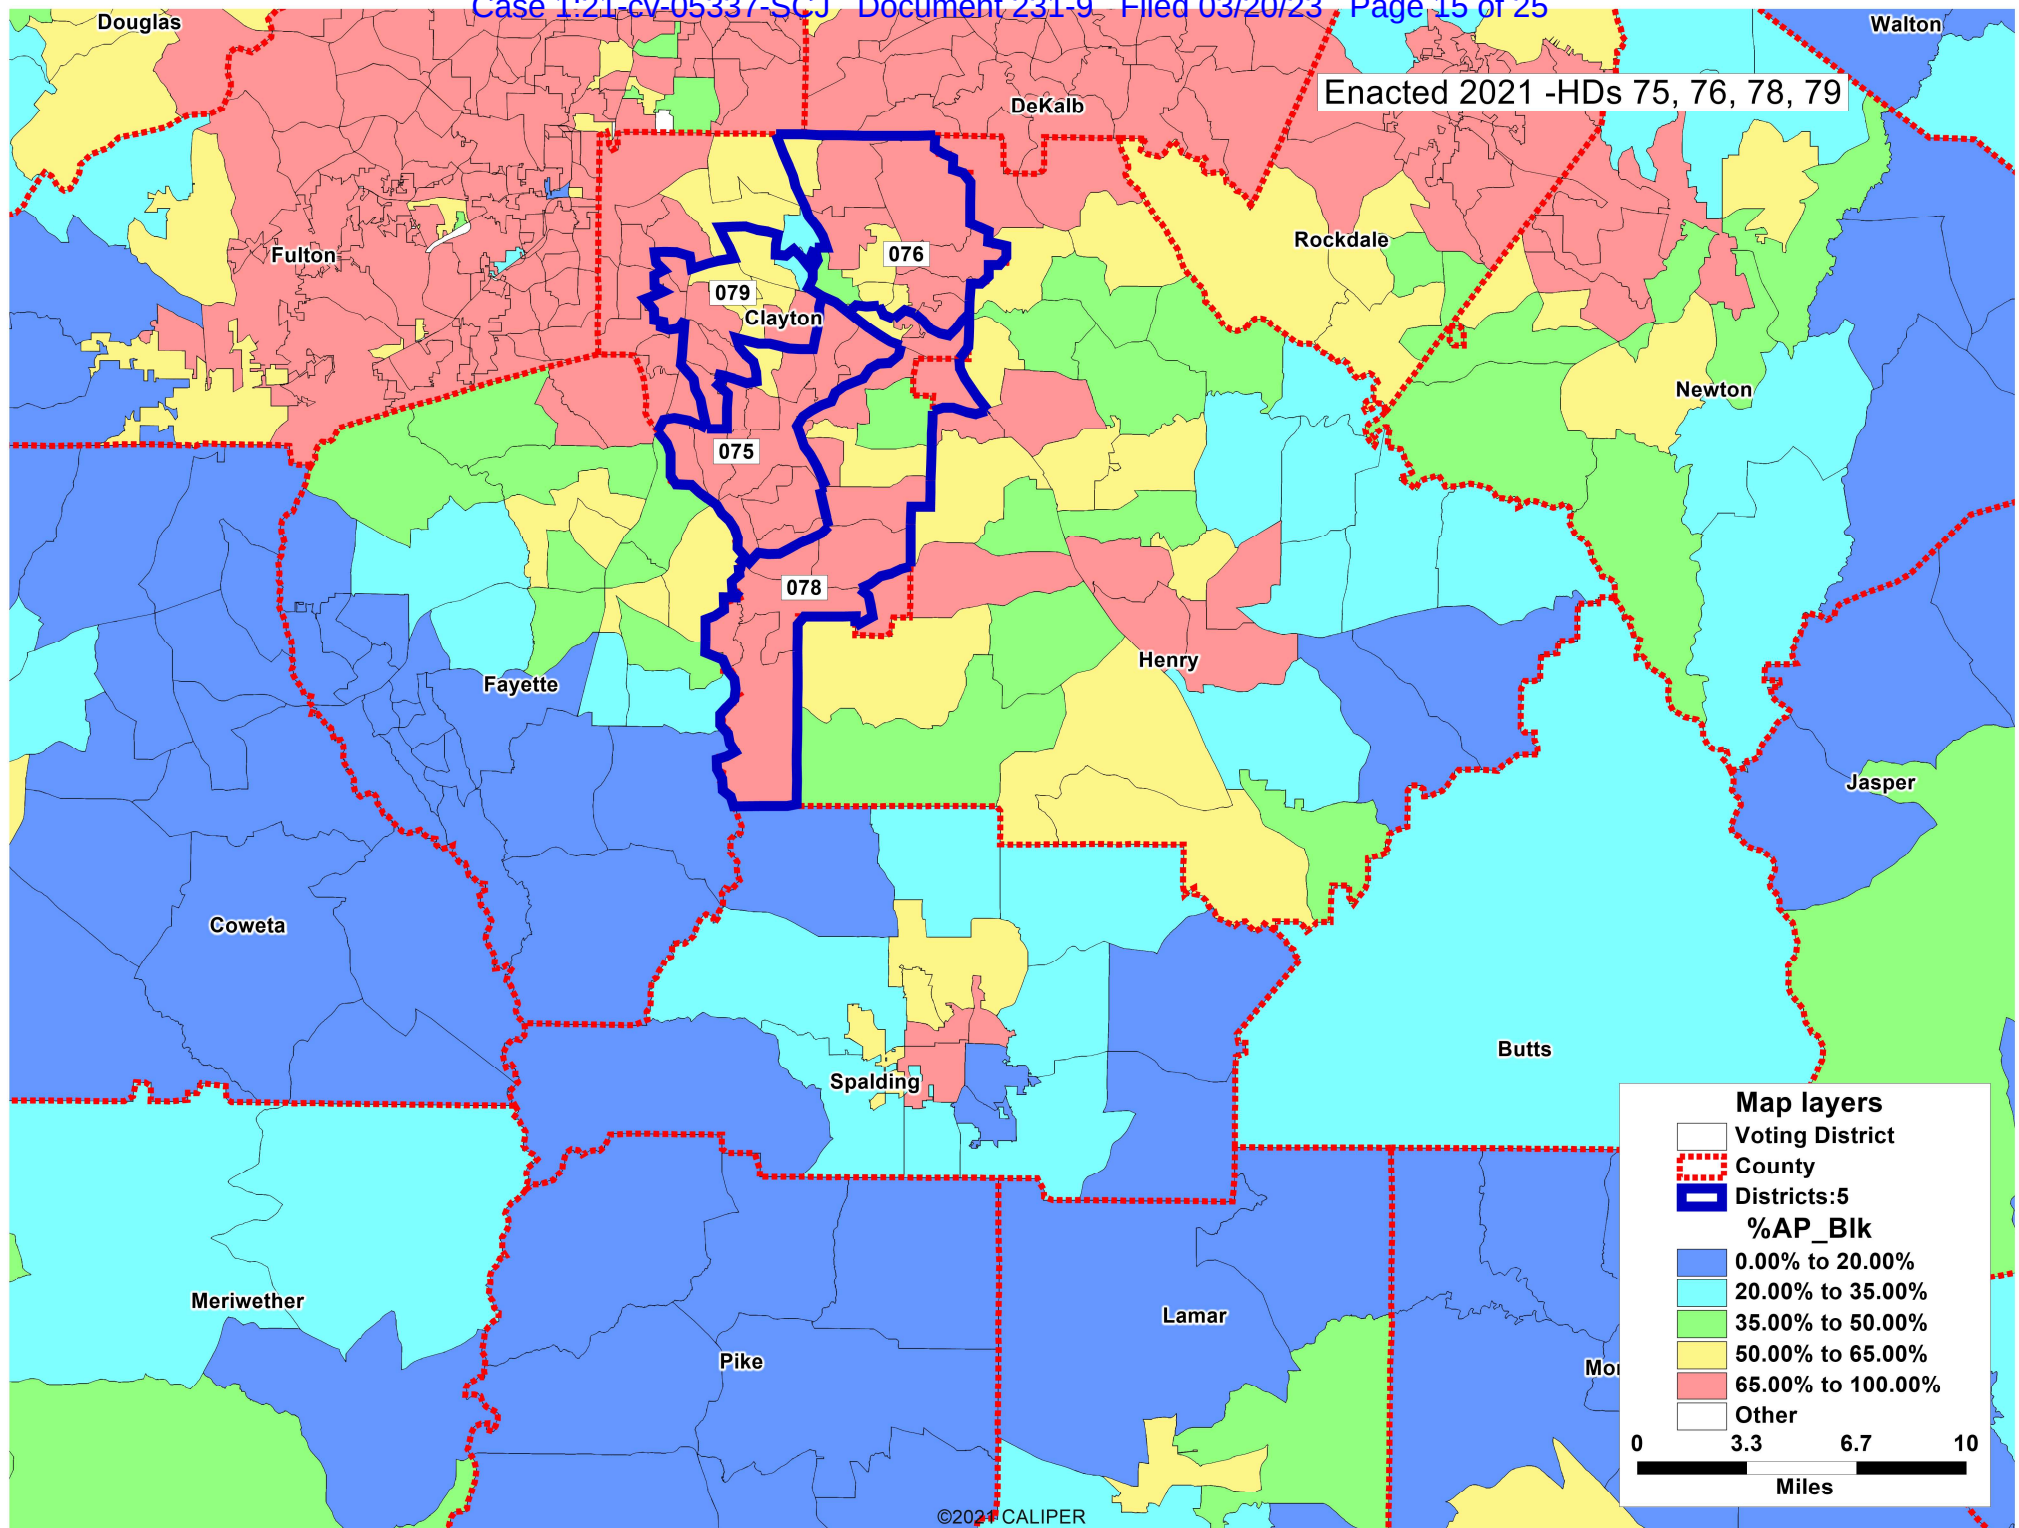 Case 1:21-cv-05337-SCJ Document 231-9 Filed 03/20/23 Page 15 of 25
Douglas
Walton
Enacted 2021 -HDs 75, 76, 78, 79
DeKalb
Rockdale
Fulton
076
079
Clayton
Newton
075
078
Henry
Fayette
Jasper
Coweta
Butts
Spalding
Meriwether
Lamar
Pike
Mo
Map layers
Voting District
County
Districts:5
%AP_Blk
0.00% to 20.00%
20.00% to 35.00%
35.00% to 50.00%
50.00% to 65.00%
65.00% to 100.00%
Other
0 3.3 6.7 10
Miles
©2021 CALIPER